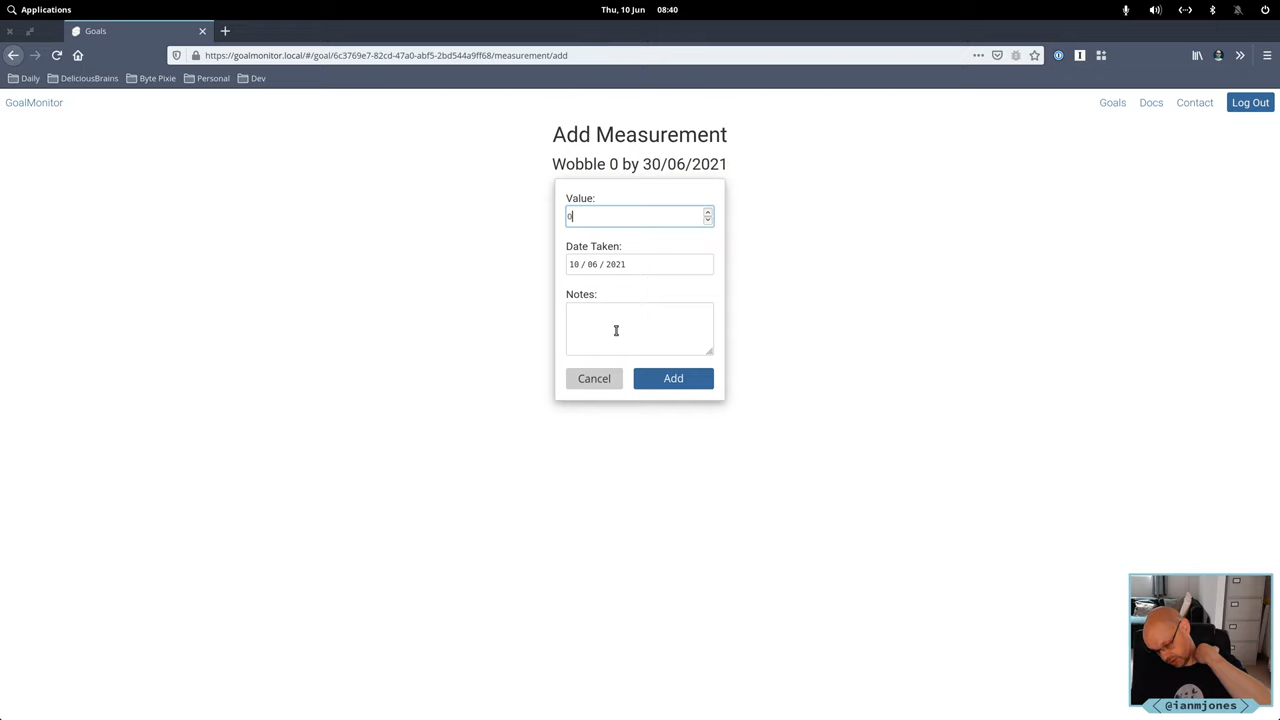 Applications
Thu, 10 Jun 08:40
Goals
https://goalmonitor.local/#/goal/6c3769e7-82cd-47a0-abf5-2bd544a9ff68/measurement/add
Daily DeliciousBrains Byte Pixie Personal Dev
GoalMonitor
Goals Docs Contact Log Out
Add Measurement
Wobble 0 by 30/06/2021
Value:
0
Date Taken:
10 / 06 / 2021
Notes:
Cancel Add
@ianmjones